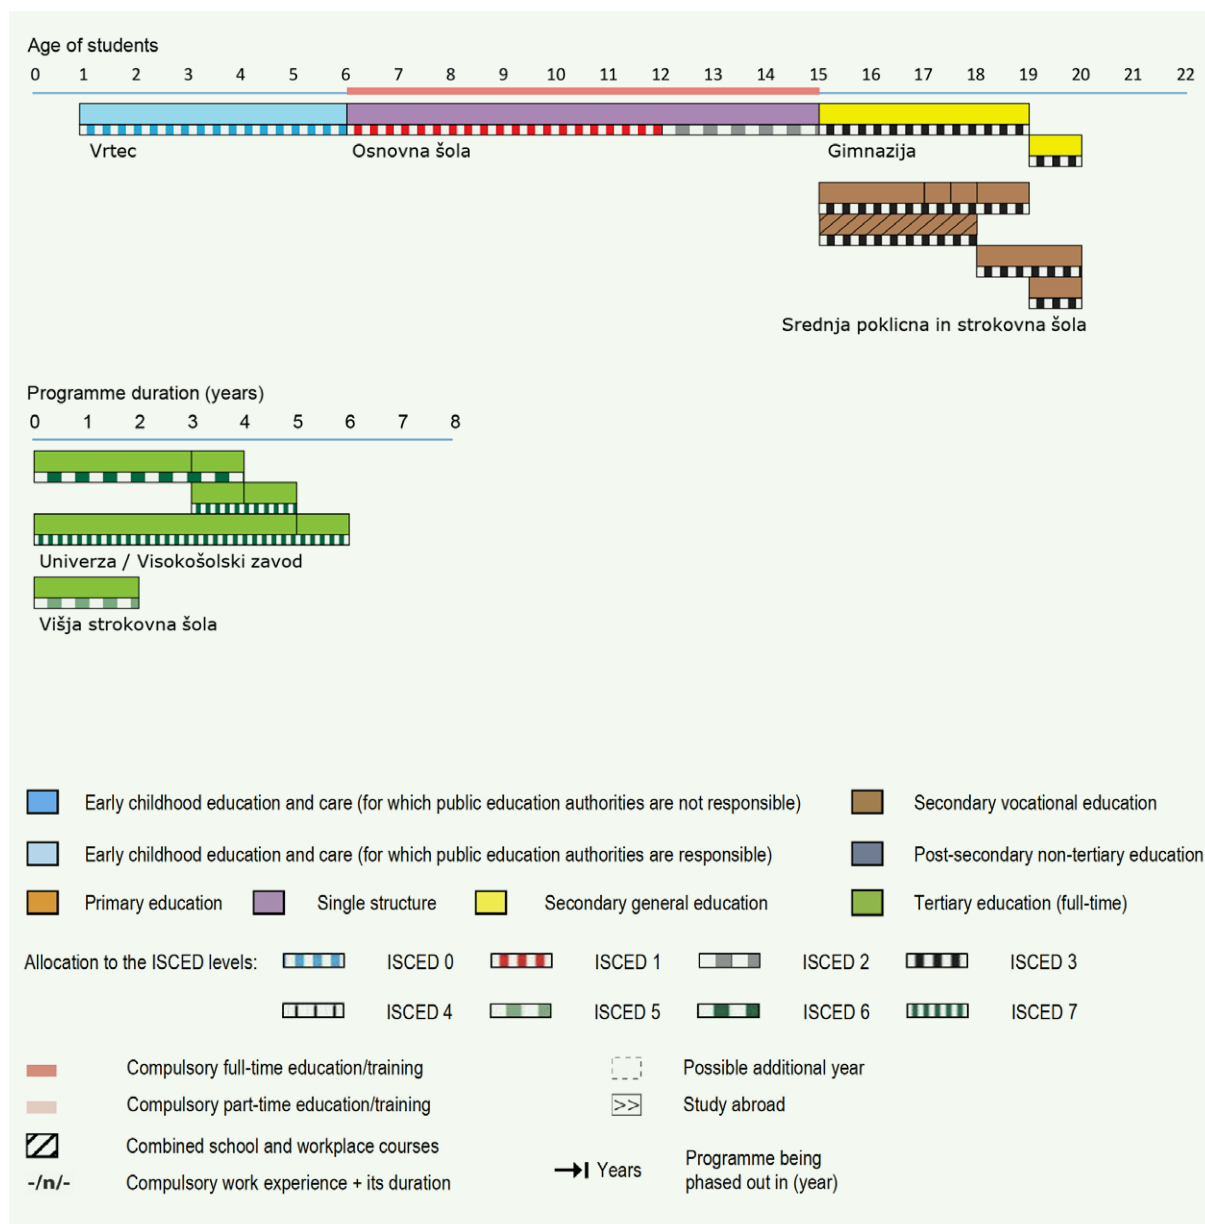 Age of students
0 1 2 3 4 5 6 7 8 9 10 11 12 13 14 15 16 17 18 19 20 21 22
Vrtec Osnovna šola Gimnazija
Srednja poklicna in strokovna šola
Programme duration (years)
0 1 2 3 4 5 6 7 8
Univerza / Visokošolski zavod
Višja strokovna šola
Early childhood education and care (for which public education authorities are not responsible) Secondary vocational education
Early childhood education and care (for which public education authorities are responsible) Post-secondary non-tertiary education
Primary education Single structure Secondary general education Tertiary education (full-time)
Allocation to the ISCED levels: ISCED 0 ISCED 1 ISCED 2 ISCED 3
ISCED 4 ISCED 5 ISCED 6 ISCED 7
Compulsory full-time education/training Possible additional year
Compulsory part-time education/training >> Study abroad
Combined school and workplace courses
-/n/- Compulsory work experience + its duration Years Programme being
phased out in (year)